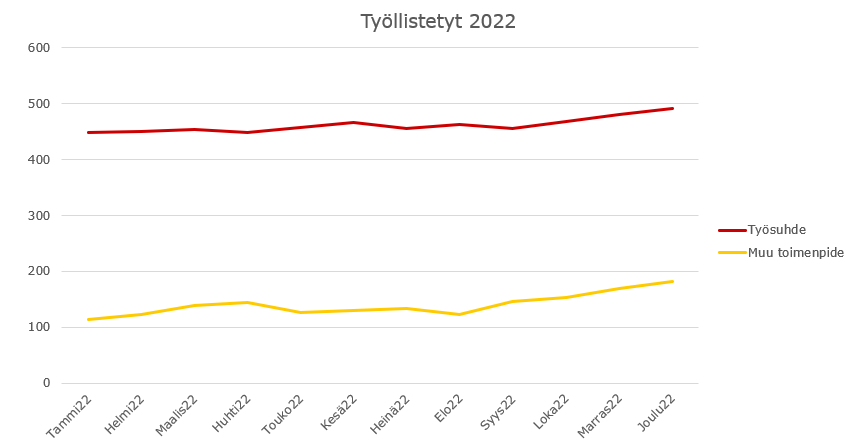 Työllistetyt 2022
600
500
400
300
200
100
0
Tammi22
Helmi22
Maalis22
Huhti22
Touko22
Kesä22
Heinä22
Elo22
Syys22
Loka22
Marras22
Joulu22
Työsuhde
Muu toimenpide